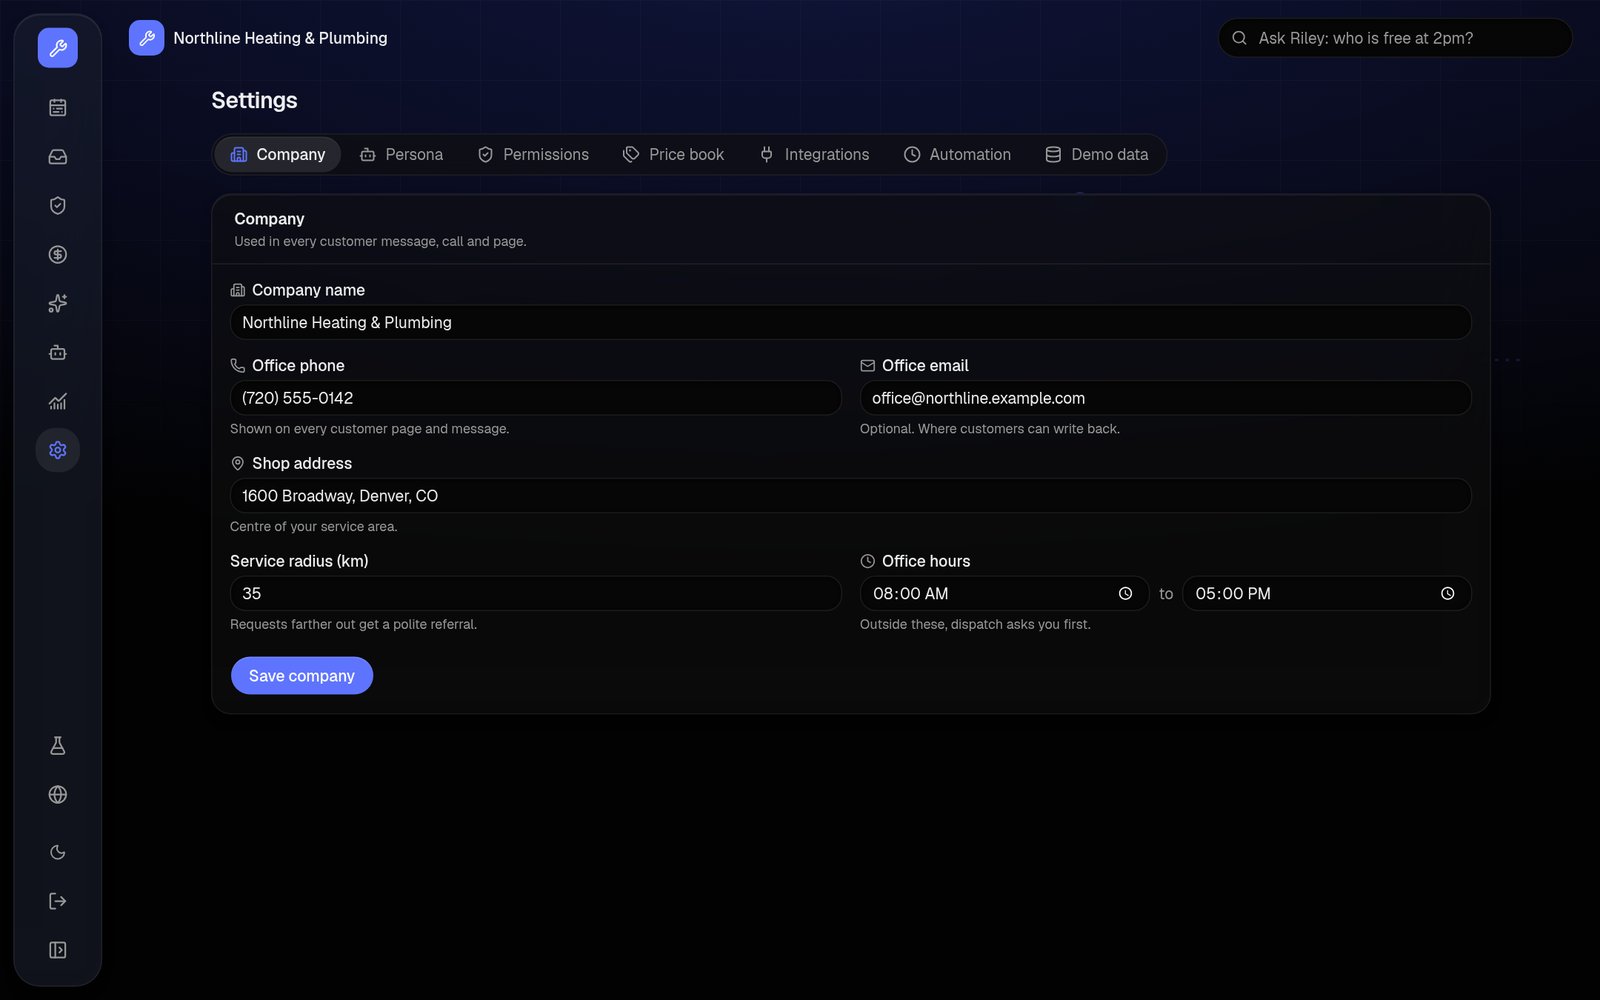 Northline Heating & Plumbing
Ask Riley: who is free at 2pm?
Settings
Company
Persona
Permissions
Price book
Integrations
Automation
Demo data
Company
Used in every customer message, call and page.
Company name
Northline Heating & Plumbing
Office phone
Office email
(720) 555-0142
office@northline.example.com
Shown on every customer page and message.
Optional. Where customers can write back.
Shop address
1600 Broadway, Denver, CO
Centre of your service area.
Service radius (km)
Office hours
35
08:00 AM to 05:00 PM
Requests farther out get a polite referral.
Outside these, dispatch asks you first.
Save company